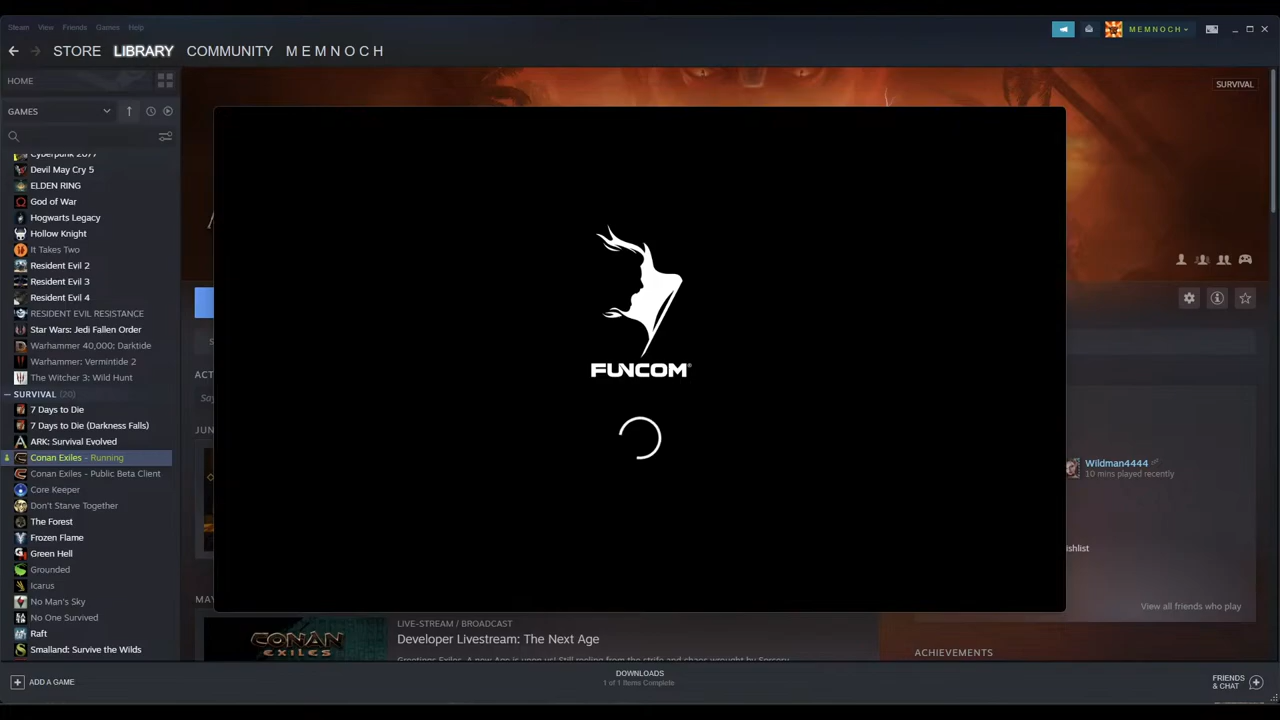 Steam View Friends Games Help
MEMNOCH
STORE LIBRARY COMMUNITY MEMNOCH
HOME
SURVIVAL
GAMES
Cyberpunk 2077
Devil May Cry 5
ELDEN RING
God of War
Hogwarts Legacy
Hollow Knight
It Takes Two
Resident Evil 2
Resident Evil 3
Resident Evil 4
RESIDENT EVIL RESISTANCE
Star Wars: Jedi Fallen Order
Warhammer 40,000: Darktide
Warhammer: Vermintide 2
The Witcher 3: Wild Hunt
SURVIVAL (20)
7 Days to Die
7 Days to Die (Darkness Falls)
ARK: Survival Evolved
Conan Exiles - Running
Conan Exiles - Public Beta Client
Core Keeper
Don't Starve Together
The Forest
Frozen Flame
Green Hell
Grounded
Icarus
No Man's Sky
No One Survived
Raft
Smalland: Survive the Wilds
FUNCOM®
ACT
Say
JUN
Wildman4444
10 mins played recently
ishlist
View all friends who play
MAY
LIVE-STREAM / BROADCAST
CONAN
EXILES
Developer Livestream: The Next Age
ACHIEVEMENTS
ADD A GAME
DOWNLOADS
1 of 1 Items Complete
FRIENDS
& CHAT